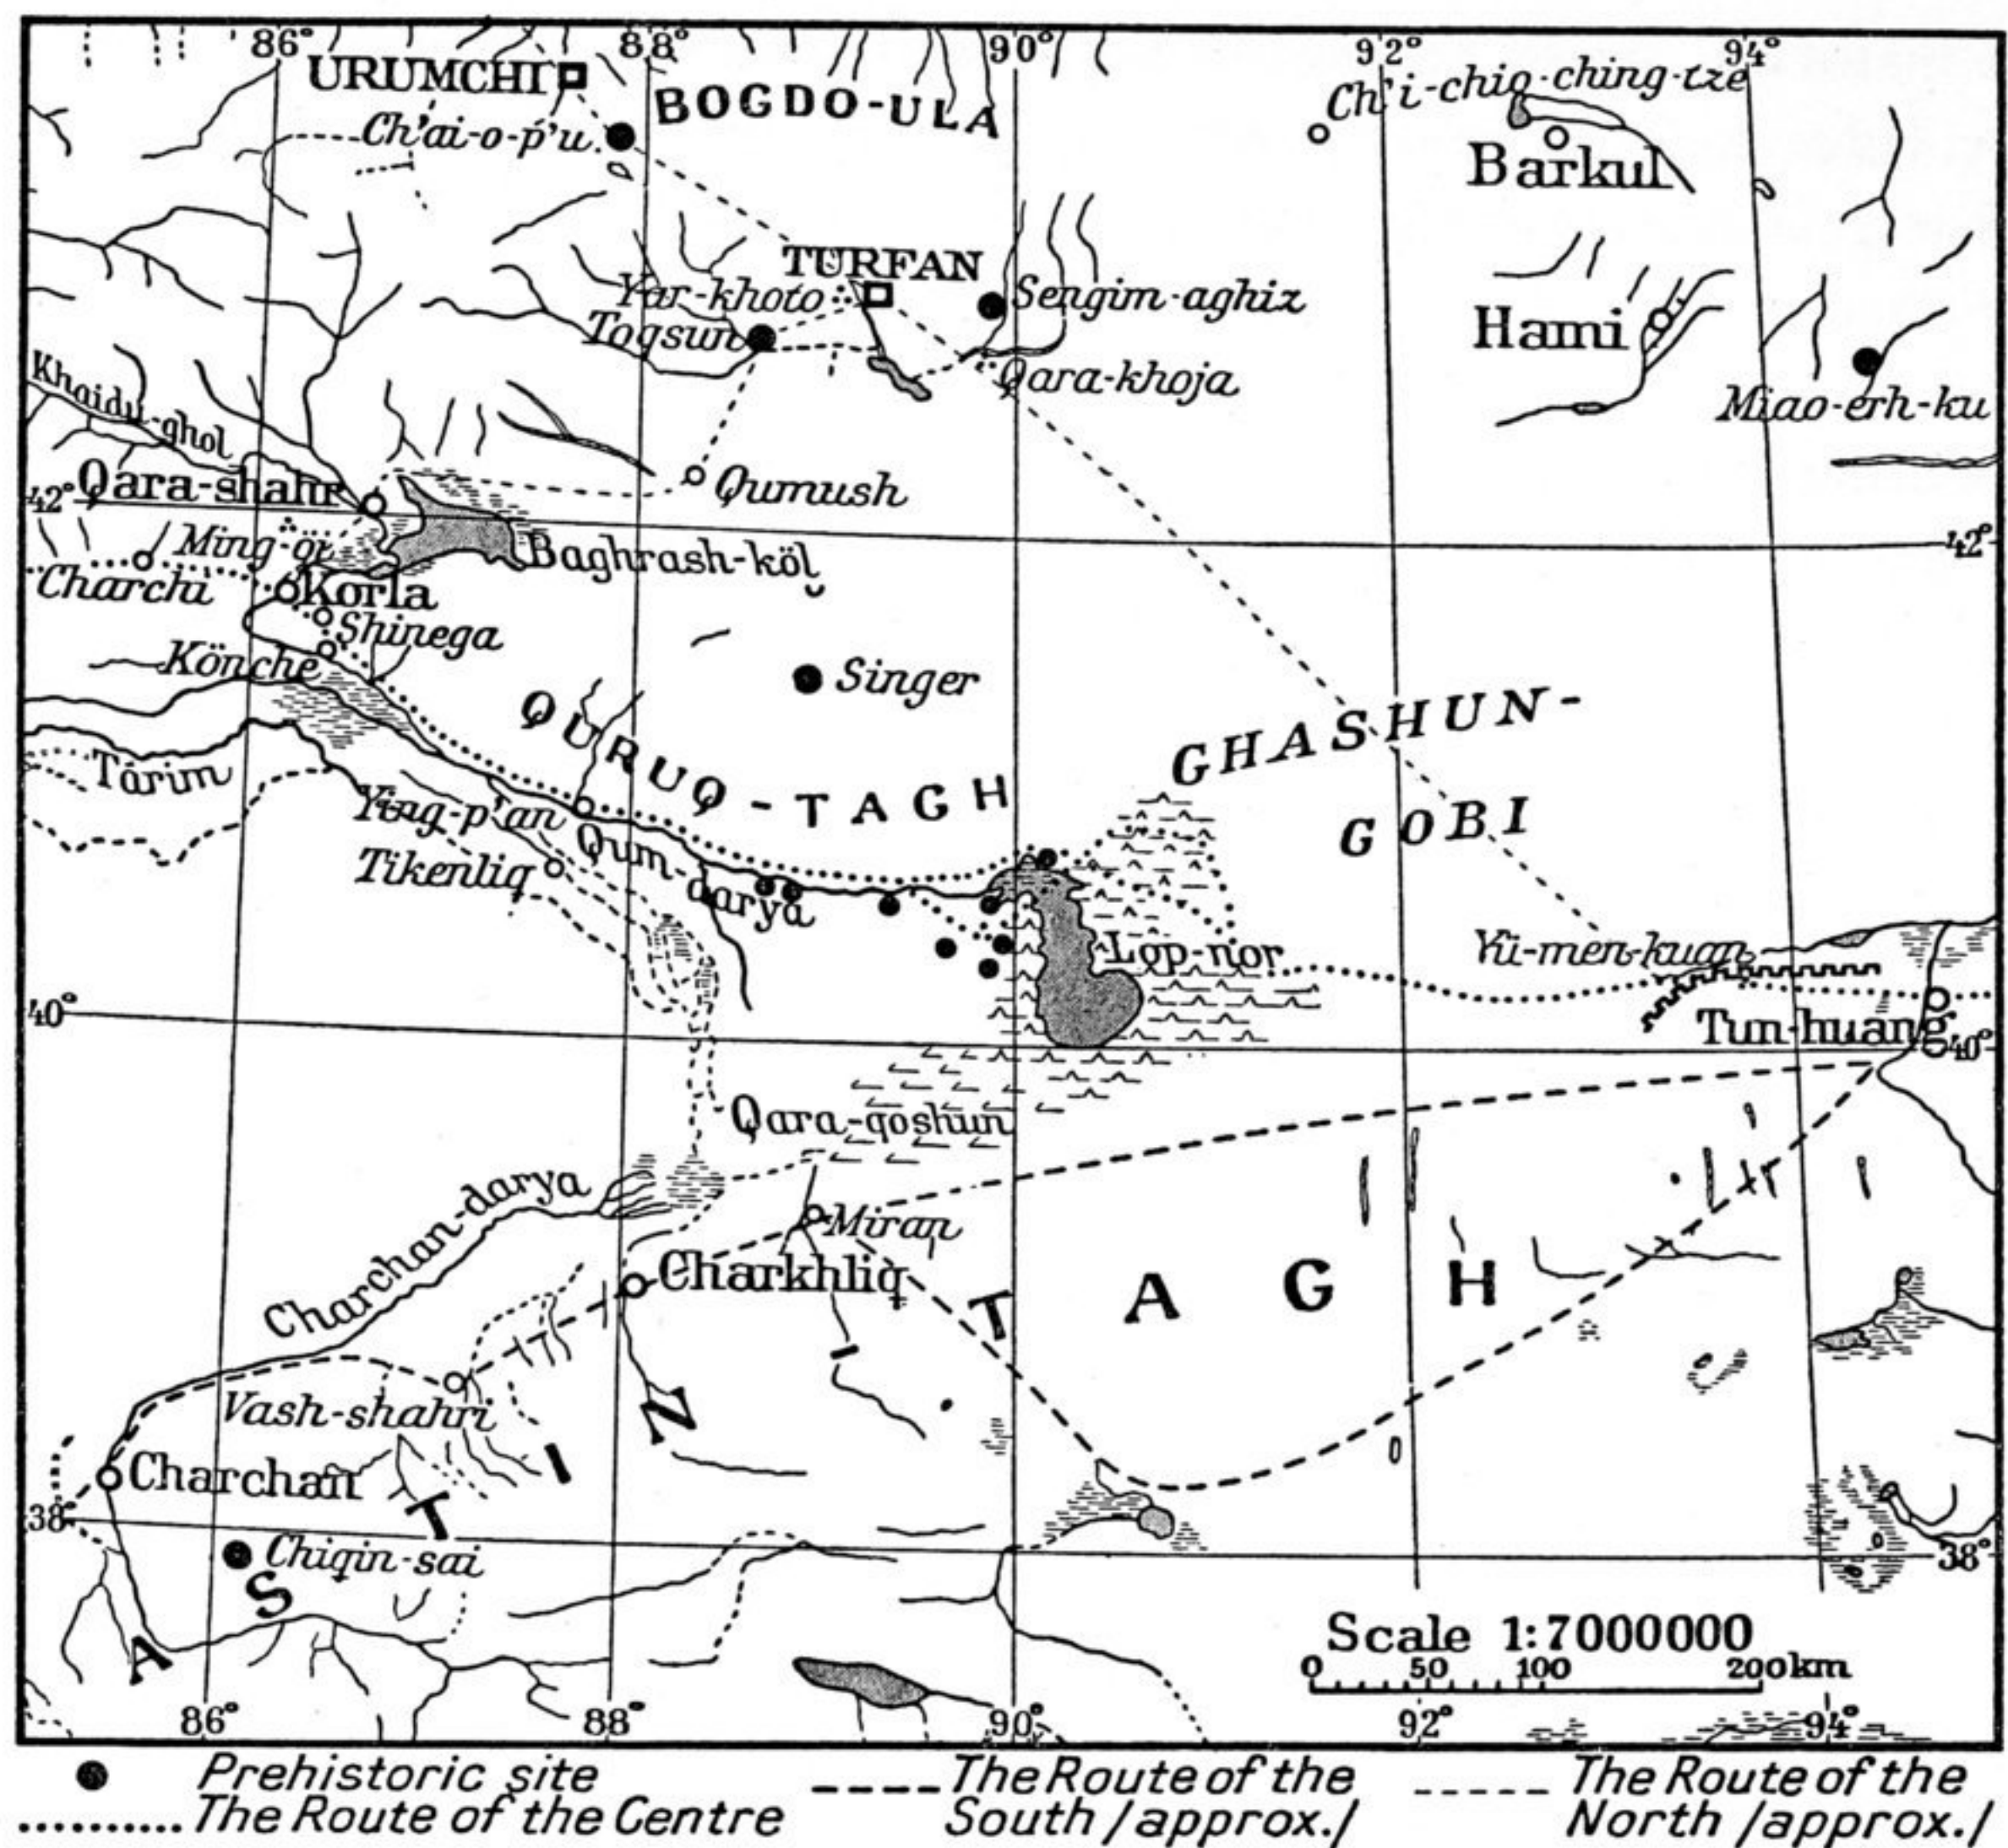 86° 88° 90° 92° 94°
URUMCHI
BOGDO-ULA
Ch'i-chio-ching-tze
Ch'ai-o-p'u
Barkul
TURFAN
Yar-khoto
Sengim-aghiz
Toqsun
Hami
Qara-khoja
Miao-erh-ku
Khaidu-ghol
42° Qara-shahr
Qumush
42°
Ming-öi
Baghrash-köl
Charchi
Korla
Shinega
Könche
Singer
QURUQ-TAGH
GHASHUN-
GOBI
Tarim
Ying-p'an
Qum-darya
Tikenliq
Lop-nor
Yü-men-kuan
40°
Tun-huang
40°
Qara-qoshun
Charchan-darya
Miran
Charkhliq
ASTIN TAGH
Vash-shahri
Charchan
38°
Chiqin-sai
38°
Scale 1:7000000
0 50 100 200km
86° 88° 90° 92° 94°
Prehistoric site
The Route of the Centre
The Route of the
South /approx./
The Route of the
North /approx./